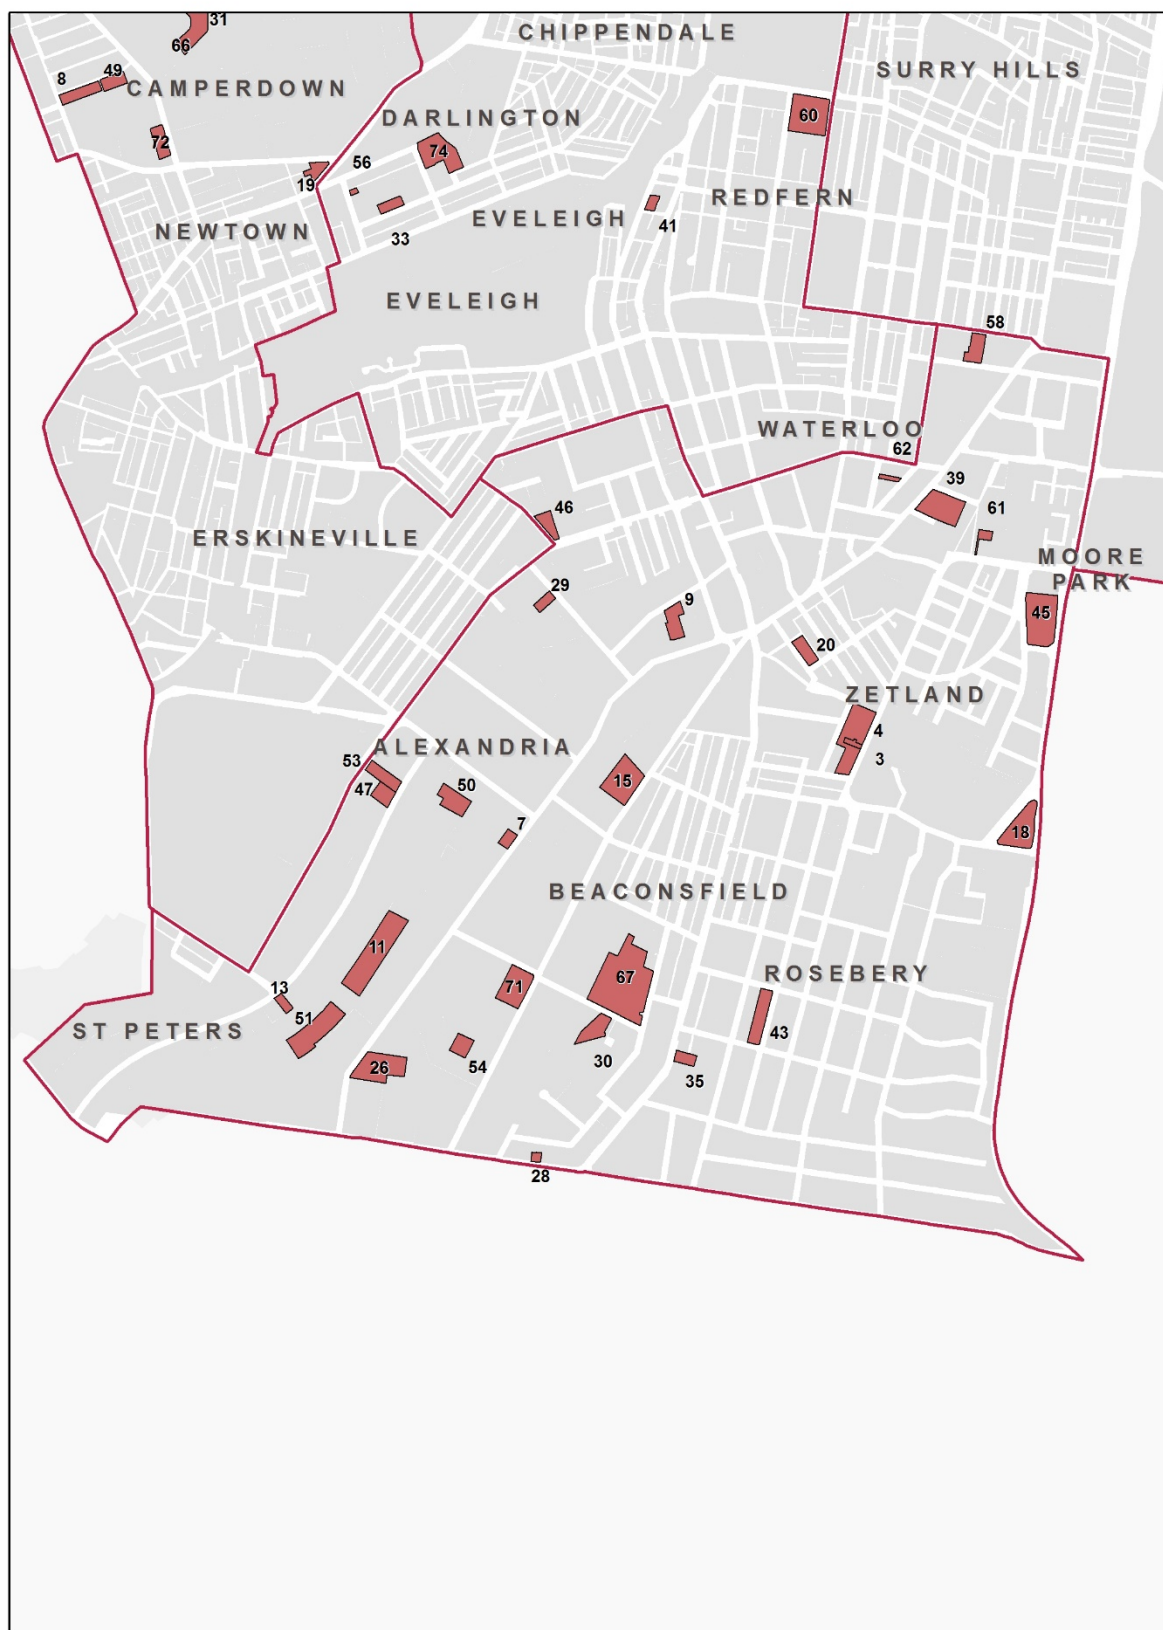 31
CHIPPENDALE
66
SURRY HILLS
8
49
CAMPERDOWN
60
DARLINGTON
72
74
56
19
REDFERN
EVELEIGH
41
NEWTOWN
33
EVELEIGH
58
WATERLOO
62
39
46
61
ERSKINEVILLE
MOORE
PARK
29
9
45
20
ZETLAND
4
ALEXANDRIA
3
53
15
50
47
7
18
BEACONSFIELD
11
ROSEBERY
67
71
13
51
ST PETERS
43
30
26
54
35
28